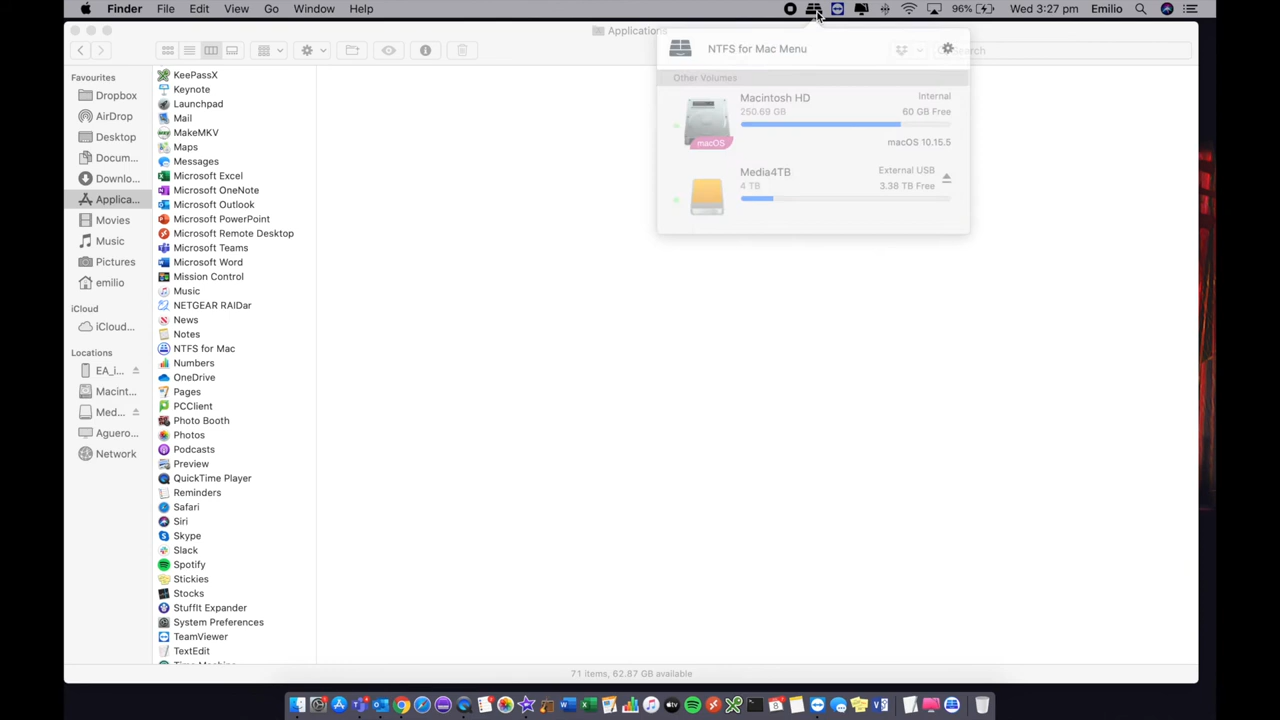 Finder File Edit View Go Window Help 96% Wed 3:27 pm Emilio
Applications
Search
NTFS for Mac Menu
Other Volumes
Macintosh HD Internal
250.69 GB 60 GB Free
macOS
macOS 10.15.5
Media4TB External USB
4 TB 3.38 TB Free
Favourites
Dropbox
AirDrop
Desktop
Docum...
Downlo...
Applica...
Movies
Music
Pictures
emilio
iCloud
iCloud...
Locations
EA_i...
Macint...
Med...
Aguero...
Network
KeePassX
Keynote
Launchpad
Mail
MakeMKV
Maps
Messages
Microsoft Excel
Microsoft OneNote
Microsoft Outlook
Microsoft PowerPoint
Microsoft Remote Desktop
Microsoft Teams
Microsoft Word
Mission Control
Music
NETGEAR RAIDar
News
Notes
NTFS for Mac
Numbers
OneDrive
Pages
PCClient
Photo Booth
Photos
Podcasts
Preview
QuickTime Player
Reminders
Safari
Siri
Skype
Slack
Spotify
Stickies
Stocks
StuffIt Expander
System Preferences
TeamViewer
TextEdit
Time Machine
71 items, 62.87 GB available